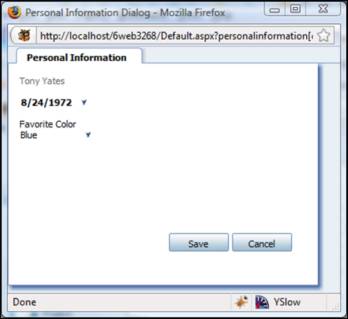 Personal Information Dialog - Mozilla Firefox
http://localhost/6web3268/Default.aspx?personalinformation[
Personal Information
Tony Yates
8/24/1972
Favorite Color
Blue
Save Cancel
Done YSlow